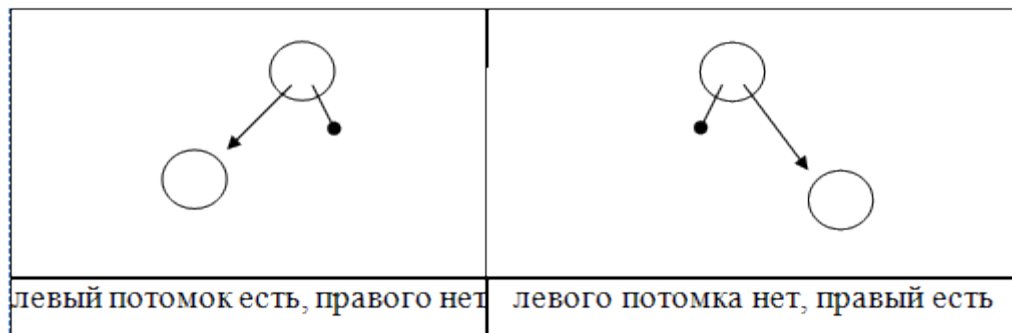 левый потомок есть, правого нет
левого потомка нет, правый есть